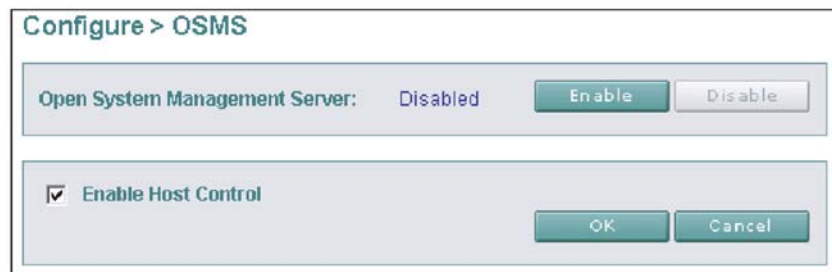 Configure > OSMS
Open System Management Server: Disabled Enable Disable
Enable Host Control
OK Cancel